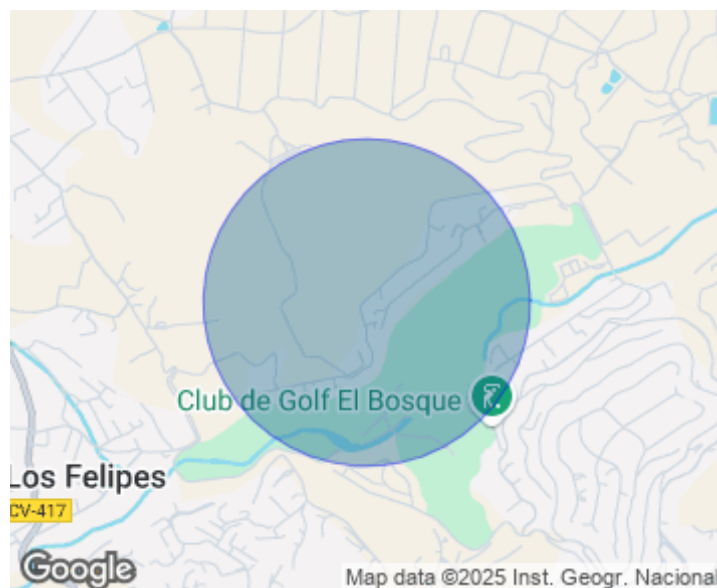 Club de Golf El Bosque
Los Felipes
CV-417
Google
Map data ©2025 Inst. Geogr. Nacional